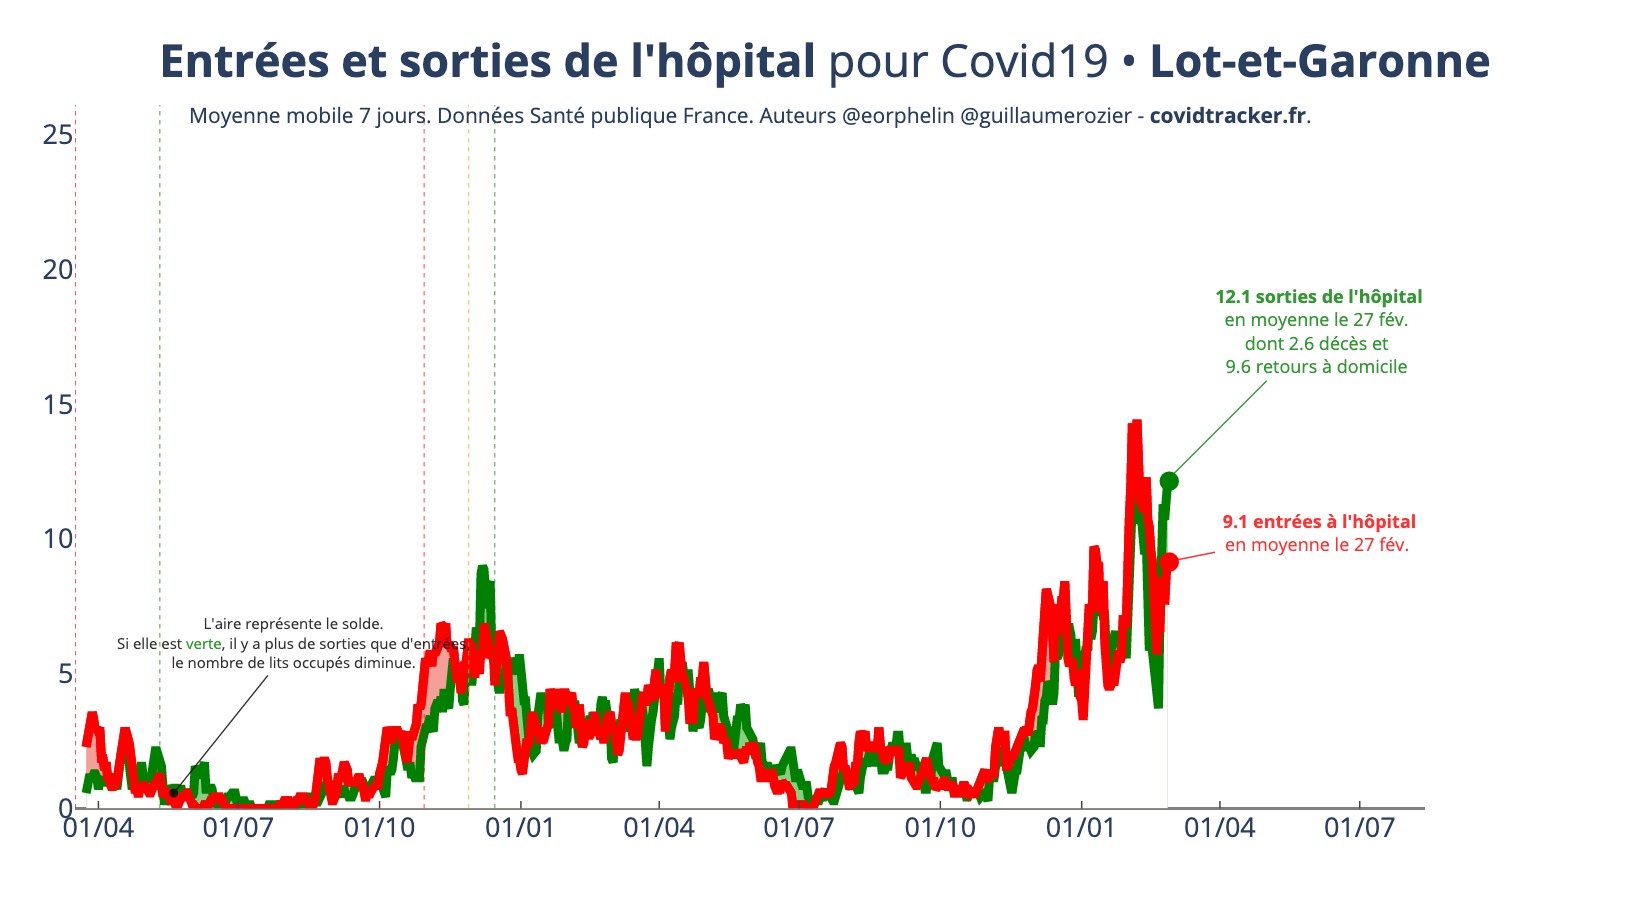 Entrées et sorties de l'hôpital pour Covid19 • Lot-et-Garonne
Moyenne mobile 7 jours. Données Santé publique France. Auteurs @eorphelin @guillaumerozier - covidtracker.fr.
25
20
15
10
5
0
12.1 sorties de l'hôpital
en moyenne le 27 fév.
dont 2.6 décès et
9.6 retours à domicile
9.1 entrées à l'hôpital
en moyenne le 27 fév.
L'aire représente le solde.
Si elle est verte, il y a plus de sorties que d'entrées,
le nombre de lits occupés diminue.
01/04 01/07 01/10 01/01 01/04 01/07 01/10 01/01 01/04 01/07